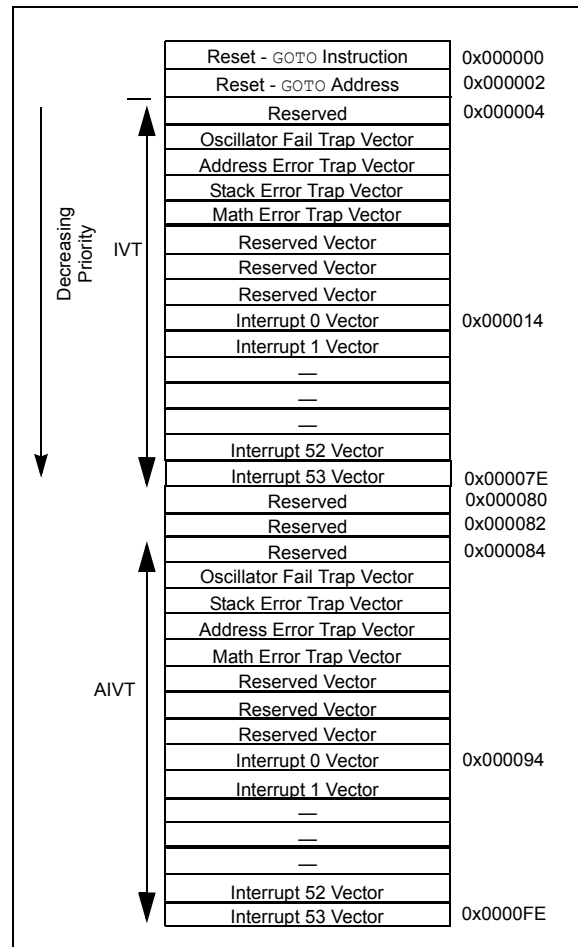 Reset - GOTO Instruction 0x000000
Reset - GOTO Address 0x000002
Reserved 0x000004
Oscillator Fail Trap Vector
Address Error Trap Vector
Stack Error Trap Vector
Math Error Trap Vector
Reserved Vector
Reserved Vector
Reserved Vector
Interrupt 0 Vector 0x000014
Interrupt 1 Vector
—
—
—
Interrupt 52 Vector
Interrupt 53 Vector 0x00007E
Decreasing
Priority
IVT
Reserved 0x000080
Reserved 0x000082
Reserved 0x000084
Oscillator Fail Trap Vector
Stack Error Trap Vector
Address Error Trap Vector
Math Error Trap Vector
Reserved Vector
Reserved Vector
Reserved Vector
Interrupt 0 Vector 0x000094
Interrupt 1 Vector
—
—
—
Interrupt 52 Vector
Interrupt 53 Vector 0x0000FE
AIVT